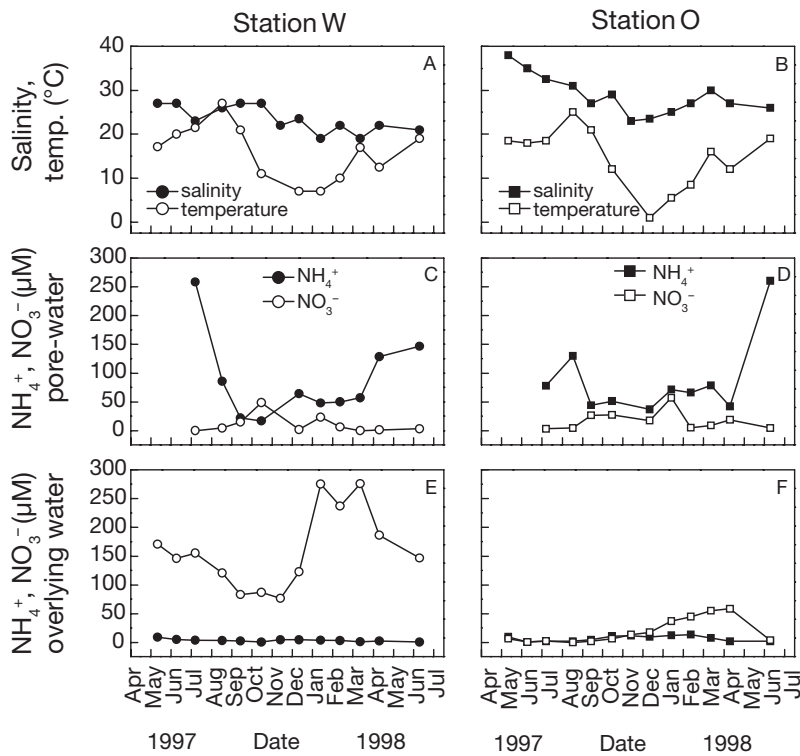 Station W
Station O
Salinity,
temp. (°C)
40
30
20
10
0
A
salinity
temperature
B
salinity
temperature
NH₄⁺, NO₃⁻ (µM)
pore-water
300
250
200
150
100
50
0
C
NH₄⁺
NO₃⁻
D
NH₄⁺
NO₃⁻
NH₄⁺, NO₃⁻ (µM)
overlying water
300
250
200
150
100
50
0
E
F
Apr May Jun Jul Aug Sep Oct Nov Dec Jan Feb Mar Apr May Jun Jul
Apr May Jun Jul Aug Sep Oct Nov Dec Jan Feb Mar Apr May Jun Jul
1997 Date 1998
1997 Date 1998